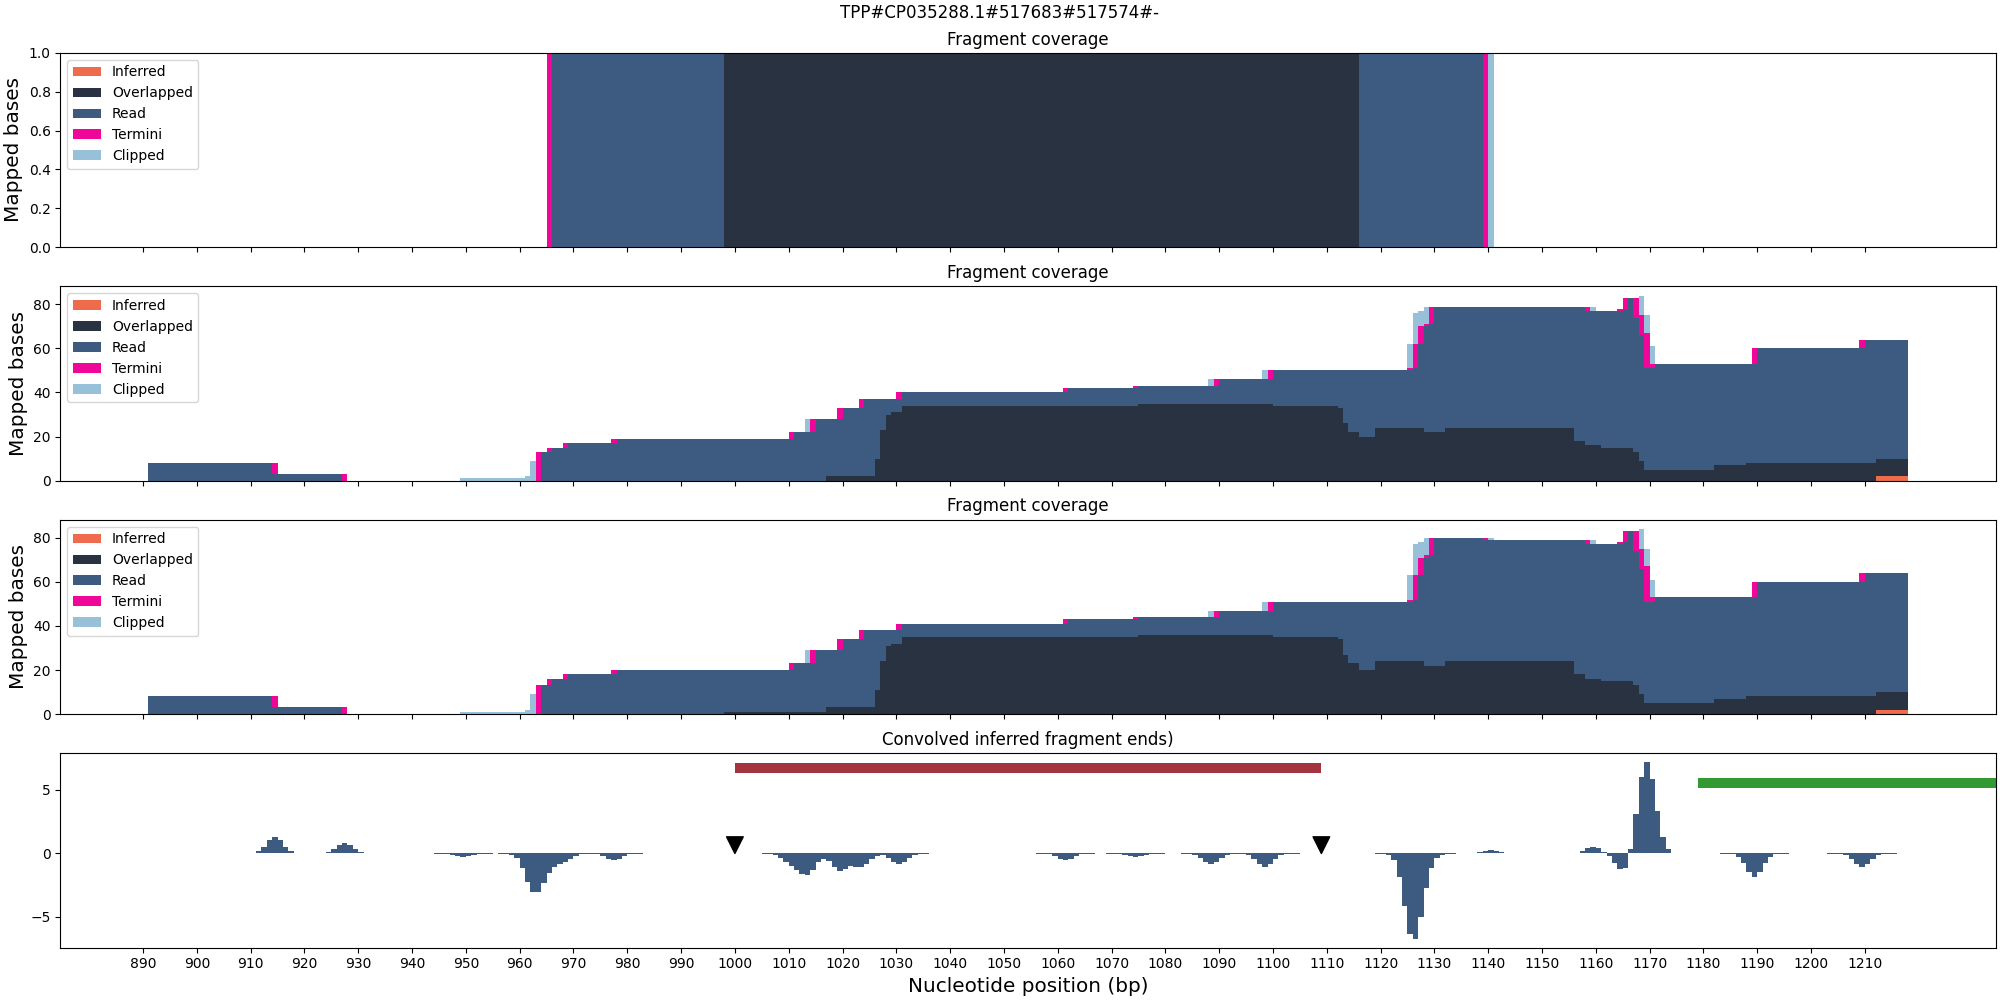 TPP#CP035288.1#517683#517574#-
Fragment coverage
Mapped bases
1.0
0.8
0.6
0.4
0.2
0.0
Inferred
Overlapped
Read
Termini
Clipped
Fragment coverage
Mapped bases
80
60
40
20
0
Inferred
Overlapped
Read
Termini
Clipped
Fragment coverage
Mapped bases
80
60
40
20
0
Inferred
Overlapped
Read
Termini
Clipped
Convolved inferred fragment ends)
5
0
−5
890 900 910 920 930 940 950 960 970 980 990 1000 1010 1020 1030 1040 1050 1060 1070 1080 1090 1100 1110 1120 1130 1140 1150 1160 1170 1180 1190 1200 1210
Nucleotide position (bp)